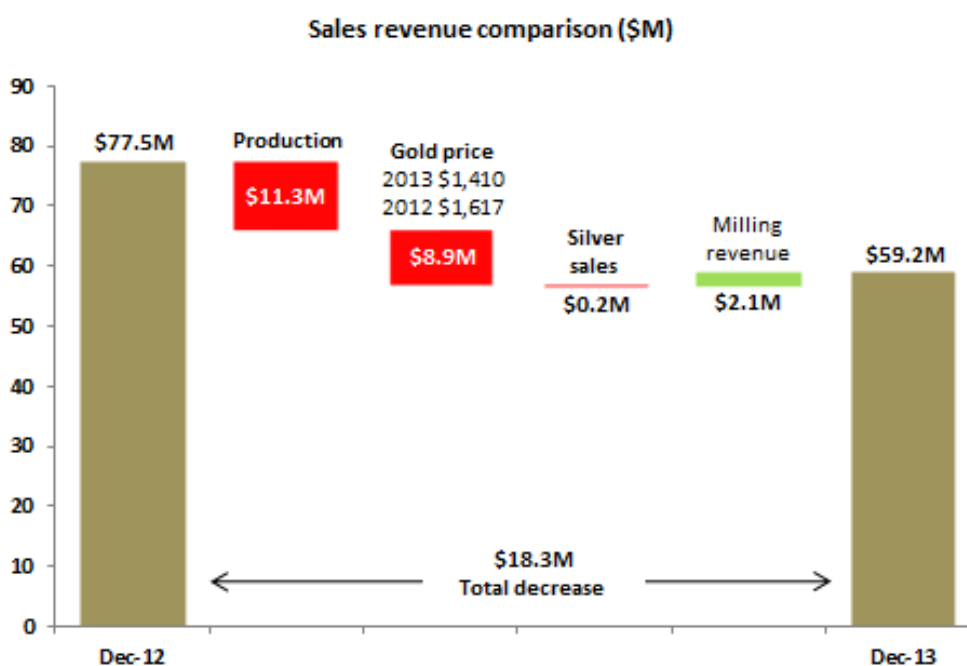 Sales revenue comparison ($M)
90
80
70
60
50
40
30
20
10
0
$77.5M
Production
$11.3M
Gold price
2013 $1,410
2012 $1,617
$8.9M
Silver
sales
$0.2M
Milling
revenue
$2.1M
$59.2M
$18.3M
Total decrease
Dec-12
Dec-13